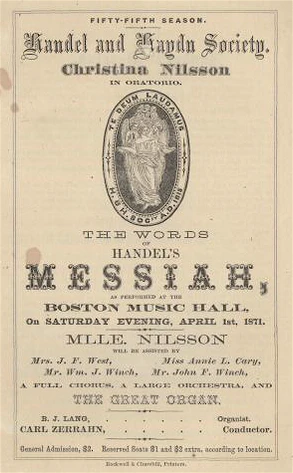 FIFTY-FIFTH SEASON.
Handel and Haydn Society.
Christina Nilsson
IN ORATORIO.
TE DEUM LAUDAMUS
H. & H. SOC'Y A.D. 1815
THE WORDS
OF
HANDEL'S
MESSIAH,
AS PERFORMED AT THE
BOSTON MUSIC HALL,
On SATURDAY EVENING, APRIL 1st, 1871.
MLLE. NILSSON
WILL BE ASSISTED BY
Mrs. J. F. West, Miss Annie L. Cary,
Mr. Wm. J. Winch, Mr. John F. Winch,
A FULL CHORUS, A LARGE ORCHESTRA, AND
THE GREAT ORGAN.
B. J. LANG, . . . . . Organist.
CARL ZERRAHN, . . . . . Conductor.
General Admission, $2. Reserved Seats $1 and $2 extra, according to location.
Rockwell & Churchill, Printers.